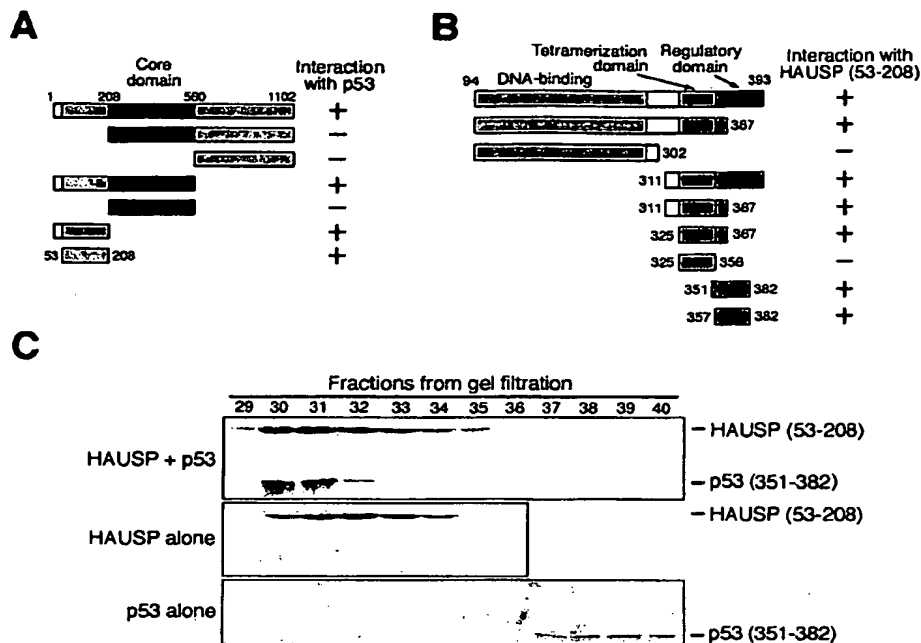 A
Core
domain
Interaction
with p53
1 208 560 1102
+
−
−
+
−
+
53 208 +
B
Tetramerization
domain
Regulatory
domain
Interaction with
HAUSP (53-208)
94 DNA-binding 393
+
367 +
302 −
311 +
311 367 +
325 367 +
325 356 −
351 382 +
357 382 +
C
Fractions from gel filtration
29 30 31 32 33 34 35 36 37 38 39 40
HAUSP + p53
HAUSP (53-208)
p53 (351-382)
HAUSP alone
HAUSP (53-208)
p53 alone
p53 (351-382)